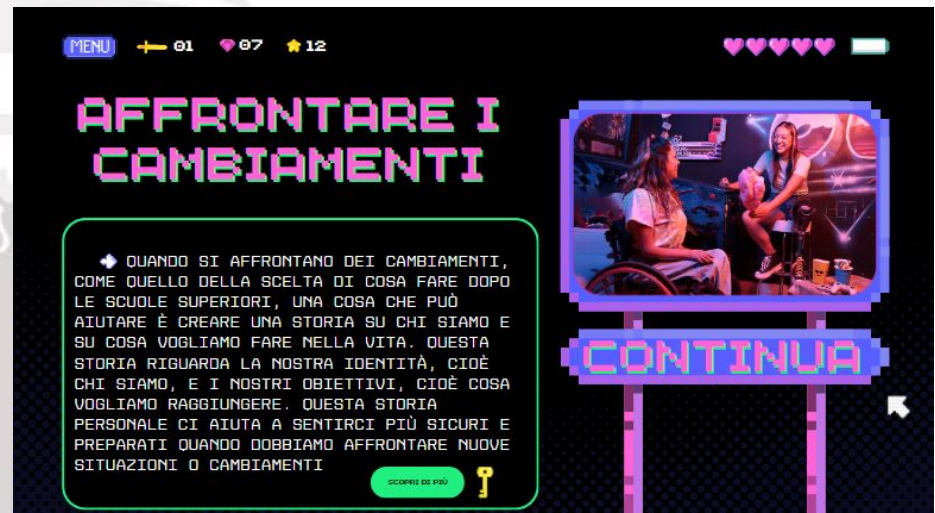 MENU 01 07 12
AFFRONTARE I
CAMBIAMENTI
QUANDO SI AFFRONTANO DEI CAMBIAMENTI,
COME QUELLO DELLA SCELTA DI COSA FARE DOPO
LE SCUOLE SUPERIORI, UNA COSA CHE PUÒ
AIUTARE È CREARE UNA STORIA SU CHI SIAMO E
SU COSA VOGLIAMO FARE NELLA VITA. QUESTA
STORIA RIGUARDA LA NOSTRA IDENTITÀ, CIOÈ
CHI SIAMO, E I NOSTRI OBIETTIVI, CIOÈ COSA
VOGLIAMO RAGGIUNGERE. QUESTA STORIA
PERSONALE CI AIUTA A SENTIRCI PIÙ SICURI E
PREPARATI QUANDO DOBBIAMO AFFRONTARE NUOVE
SITUAZIONI O CAMBIAMENTI
SCOPRI DI PIÙ
CONTINUA